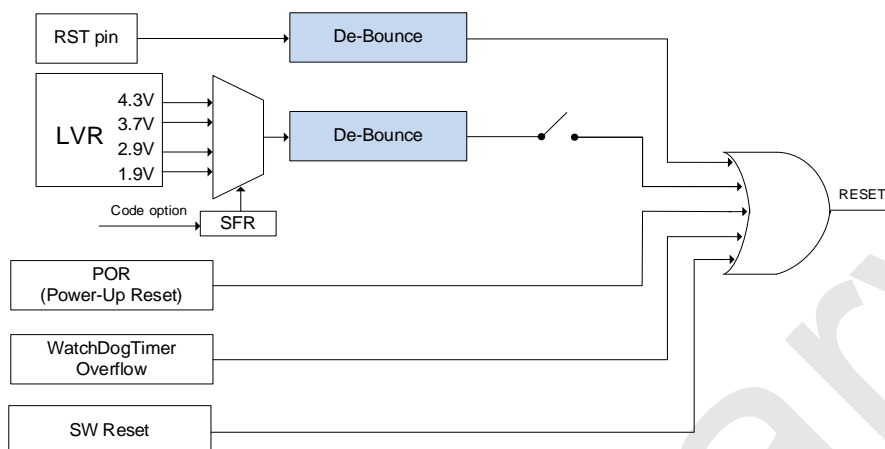 RST pin
De-Bounce
LVR
4.3V
3.7V
2.9V
1.9V
De-Bounce
Code option
SFR
RESET
POR
(Power-Up Reset)
WatchDogTimer
Overflow
SW Reset